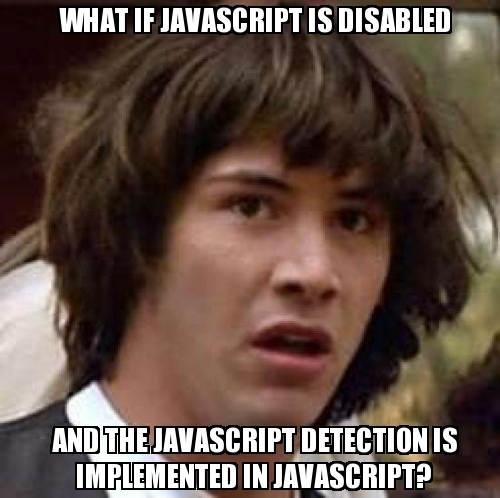 WHAT IF JAVASCRIPT IS DISABLED
AND THE JAVASCRIPT DETECTION IS
IMPLEMENTED IN JAVASCRIPT?